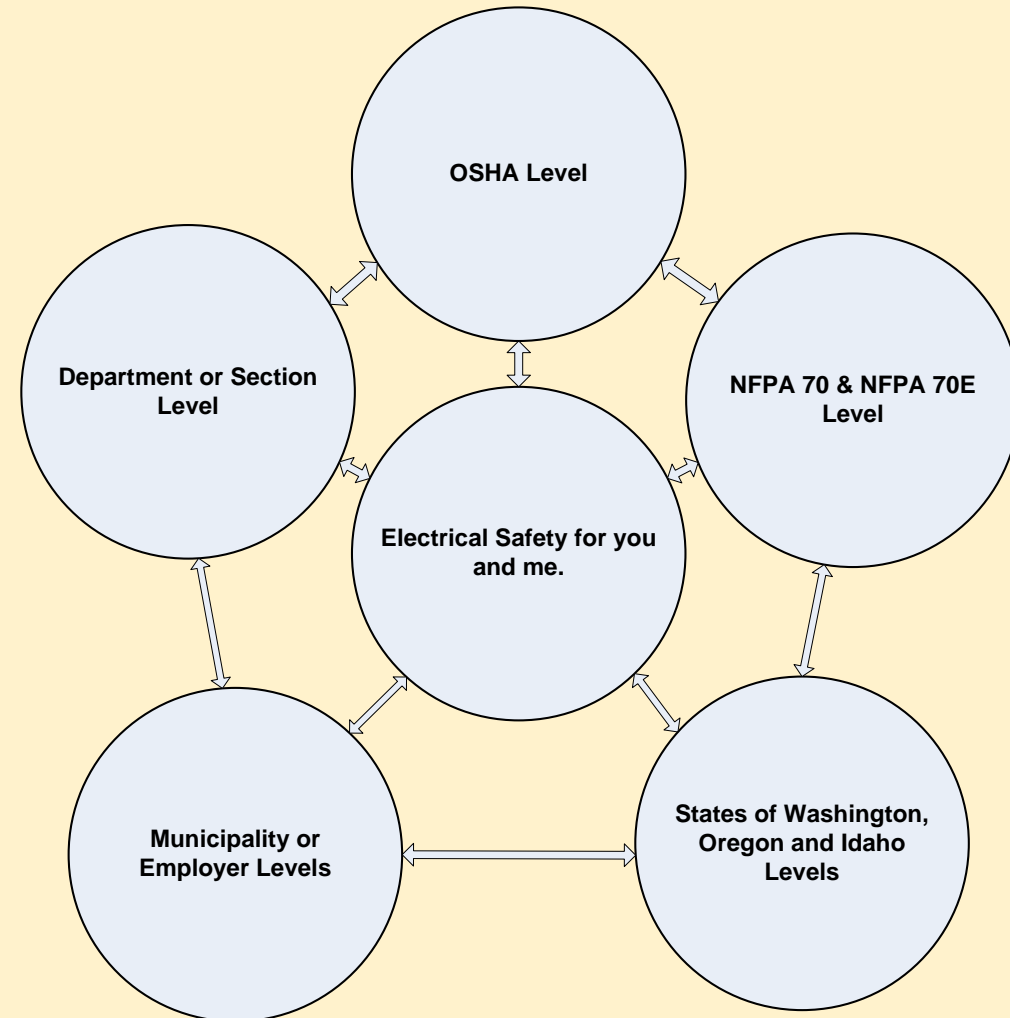 OSHA Level
Department or Section
Level
NFPA 70 & NFPA 70E
Level
Electrical Safety for you
and me.
Municipality or
Employer Levels
States of Washington,
Oregon and Idaho
Levels